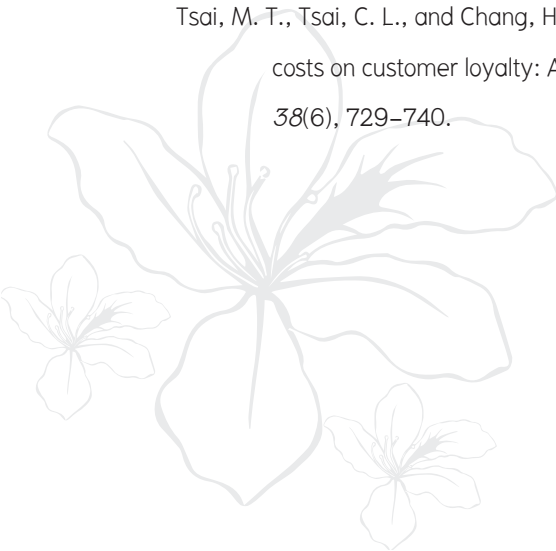 Tsai, M. T., Tsai, C. L., and Chang, H
costs on customer loyalty: A
38(6), 729–740.